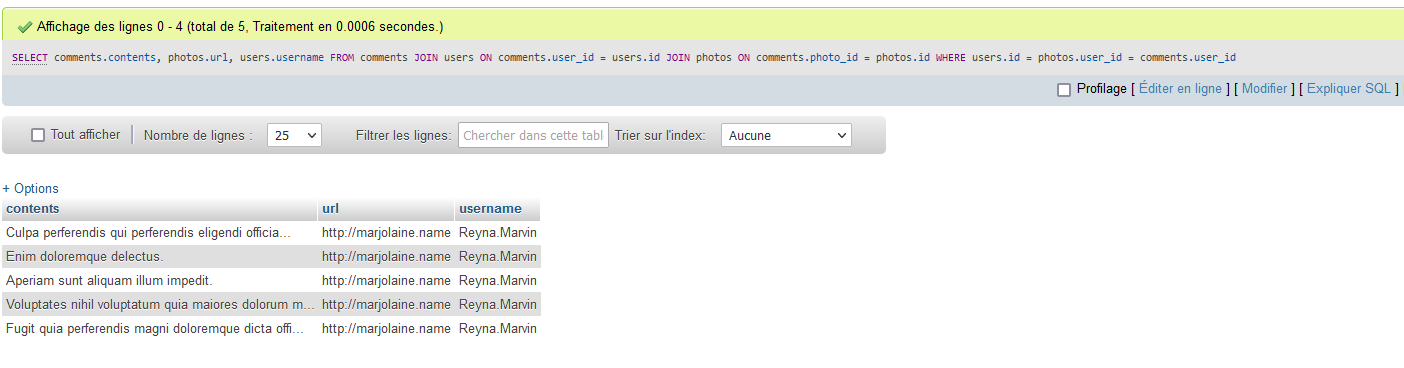 Affichage des lignes 0 - 4 (total de 5, Traitement en 0.0006 secondes.)
SELECT comments.contents, photos.url, users.username FROM comments JOIN users ON comments.user_id = users.id JOIN photos ON comments.photo_id = photos.id WHERE users.id = photos.user_id = comments.user_id
Profilage [ Éditer en ligne ] [ Modifier ] [ Expliquer SQL ]
Tout afficher Nombre de lignes : 25 Filtrer les lignes: Chercher dans cette tabl Trier sur l'index: Aucune
+ Options
contents url username
Culpa perferendis qui perferendis eligendi officia... http://marjolaine.name Reyna.Marvin
Enim doloremque delectus. http://marjolaine.name Reyna.Marvin
Aperiam sunt aliquam illum impedit. http://marjolaine.name Reyna.Marvin
Voluptates nihil voluptatum quia maiores dolorum m... http://marjolaine.name Reyna.Marvin
Fugit quia perferendis magni doloremque dicta offi... http://marjolaine.name Reyna.Marvin